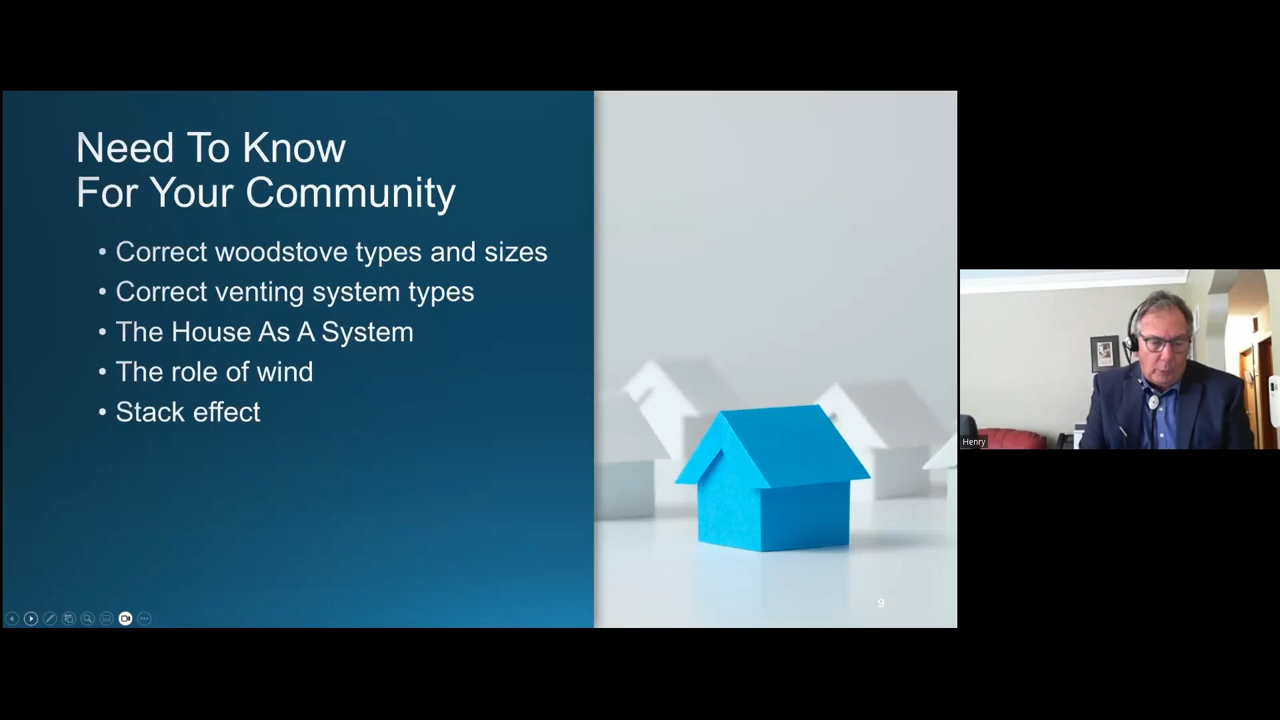 Need To Know
For Your Community
• Correct woodstove types and sizes
• Correct venting system types
• The House As A System
• The role of wind
• Stack effect
9
Henry